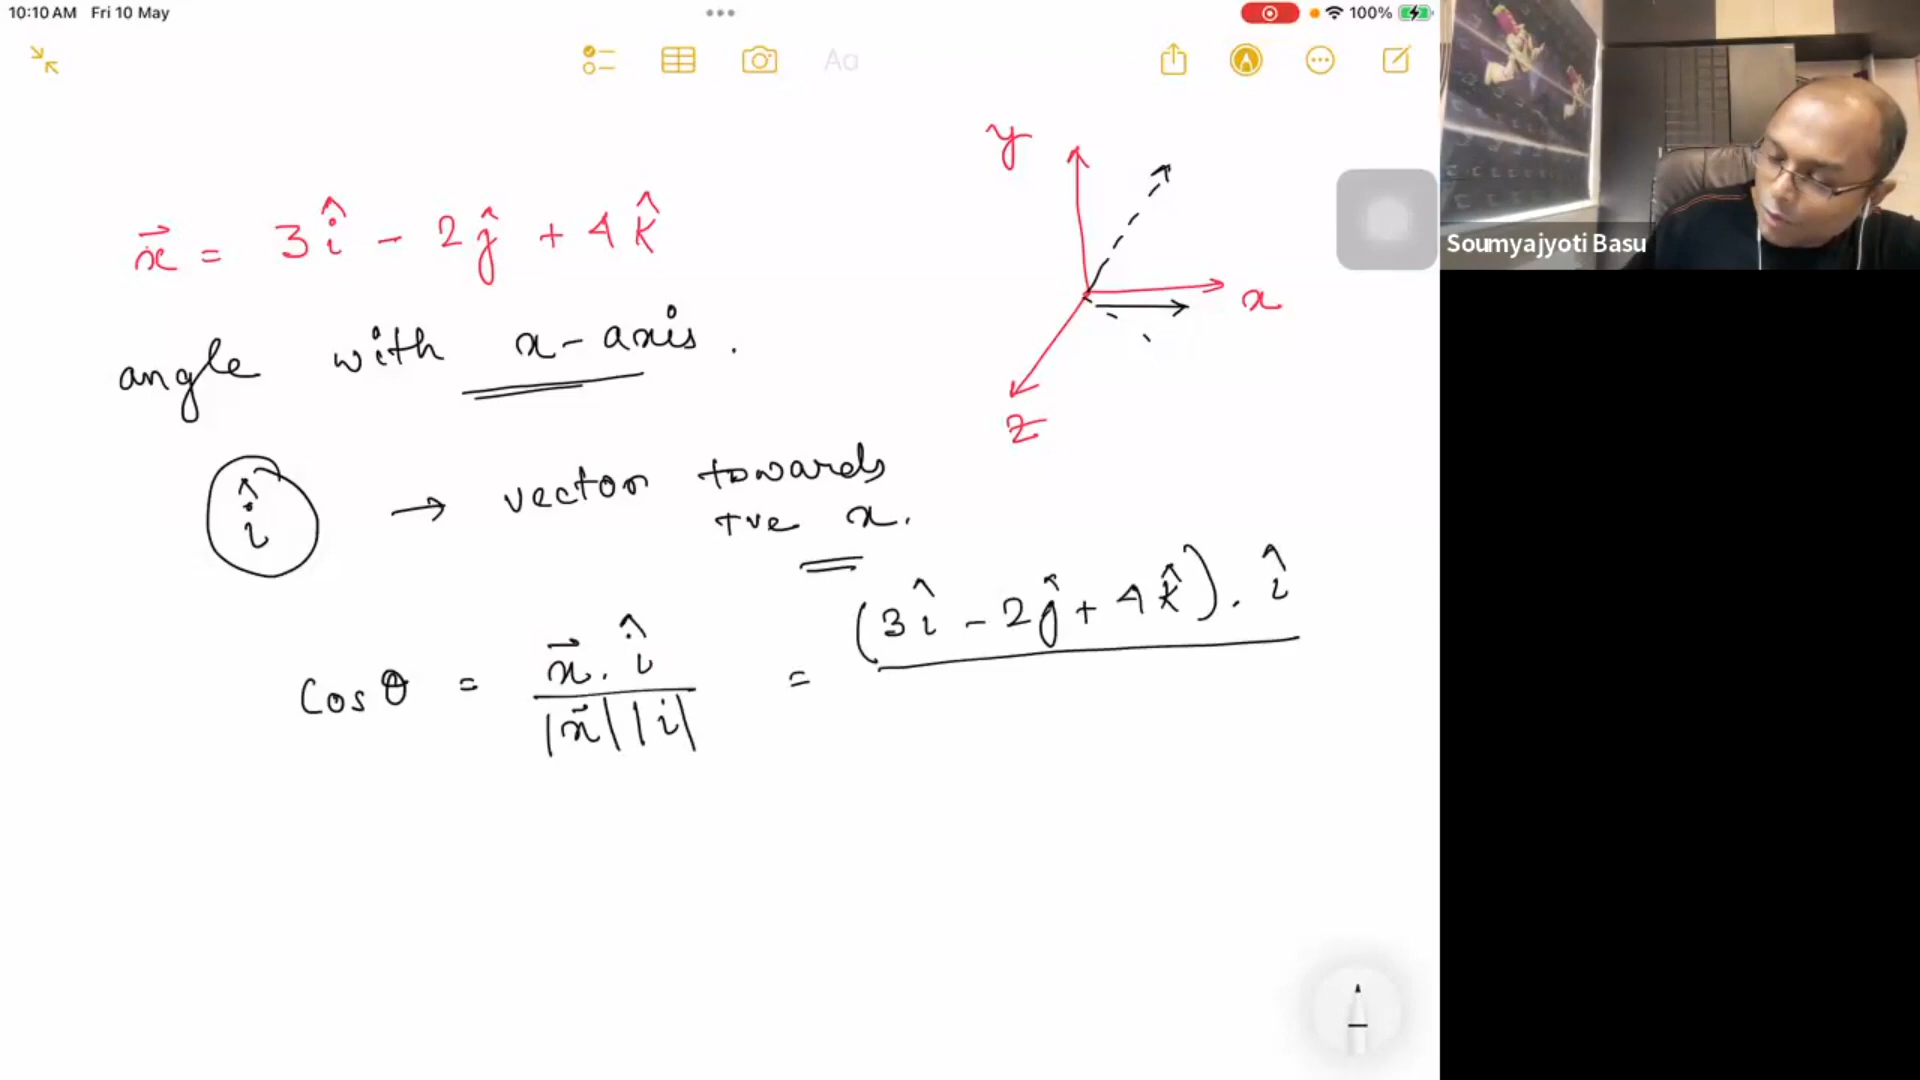 10:10 AM Fri 10 May
100%
Aa
Soumyajyoti Basu
y
x
z
x⃗ = 3î - 2ĵ + 4k̂
angle with x-axis.
î → vector towards
+ve x.
cos θ = x⃗ . î / |x⃗| |i| = (3î - 2ĵ + 4k̂) . î